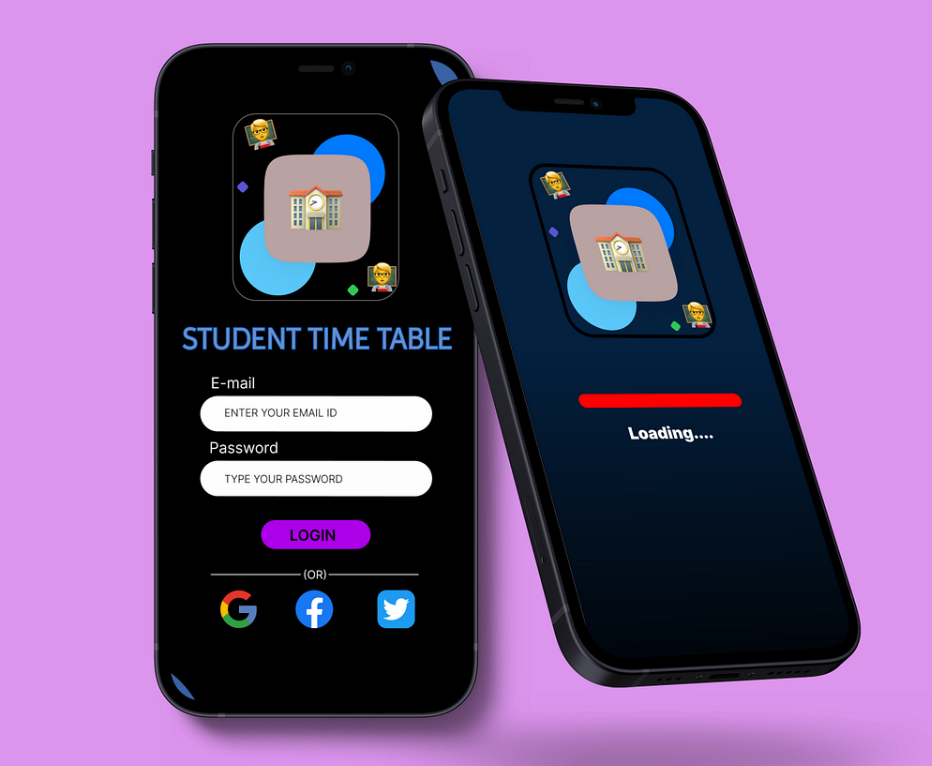 STUDENT TIME TABLE
E-mail
ENTER YOUR EMAIL ID
Password
TYPE YOUR PASSWORD
LOGIN
(OR)
Loading....